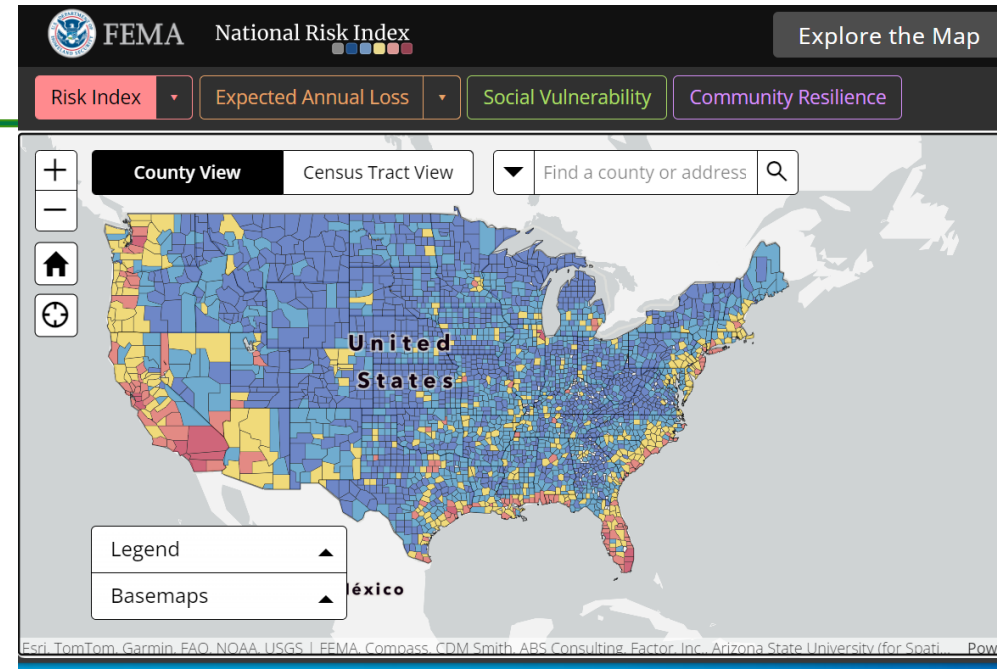 FEMA
National Risk Index
Explore the Map
Risk Index
Expected Annual Loss
Social Vulnerability
Community Resilience
County View
Census Tract View
Find a county or address
United
States
Legend
Basemaps
éxico
Esri, TomTom, Garmin, FAO, NOAA, USGS | FEMA, Compass, CDM Smith, ABS Consulting, Factor, Inc., Arizona State University (for Spati... Pow